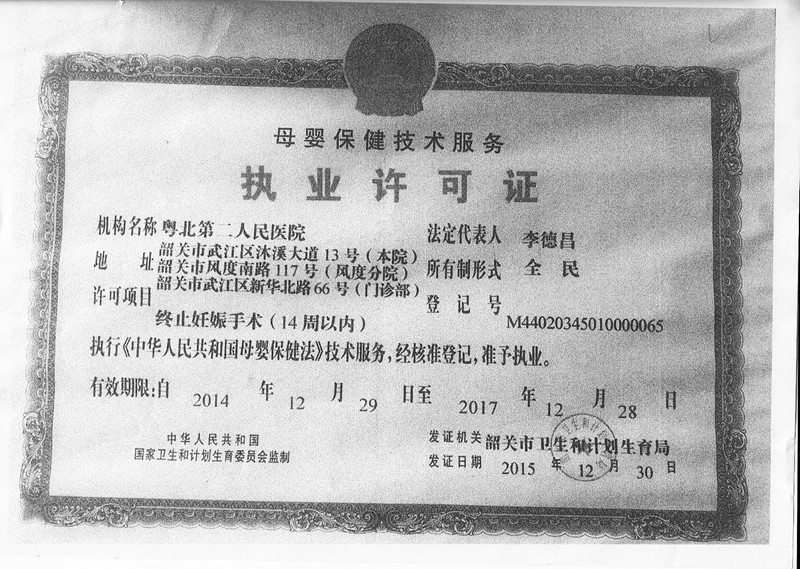 母婴保健技术服务
执业许可证
机构名称 粤北第二人民医院
法定代表人 李德昌
地 址 韶关市武江区沐溪大道13号（本院）
韶关市风度南路117号（风度分院）
韶关市武江区新华北路66号（门诊部）
所有制形式 全 民
许可项目
终止妊娠手术（14周以内）
登 记 号
M44020345010000065
执行《中华人民共和国母婴保健法》技术服务，经核准登记，准予执业。
有效期限:自 2014 年 12 月 29 日至 2017 年 12 月 28 日
中华人民共和国
国家卫生和计划生育委员会监制
发证机关 韶关市卫生和计划生育局
发证日期 2015 年 12 月 30 日